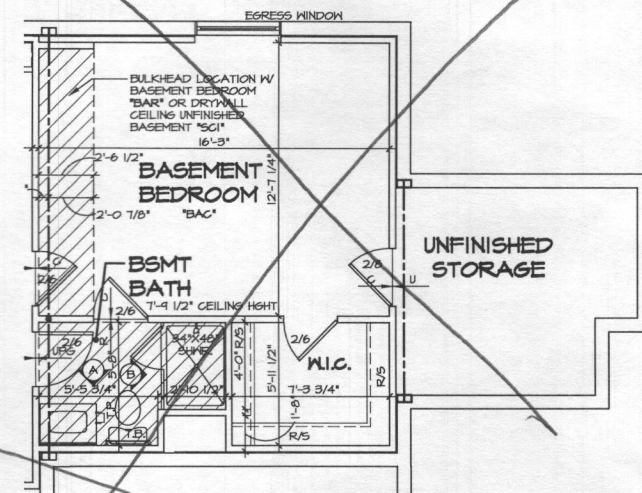 EGRESS WINDOW
BULKHEAD LOCATION W/
BASEMENT BEDROOM
"BAR" OR DRYWALL
CEILING UNFINISHED
BASEMENT "SCI"
16'-3"
2'-6 1/2"
BASEMENT
BEDROOM
"BAC"
12'-7 1/4"
2'-0 7/8"
UNFINISHED
STORAGE
BSMT
BATH
2/6
2/8
U
7'-9 1/2" CEILING HGHT
2/6
2/6
2/6
34"X48"
SHWR.
4'-0" R/S
5'-11 1/2"
W.I.C.
R/S
A
B
5'-5 3/4"
2'-10 1/2"
7'-3 3/4"
1'-8"
T.B.
R/S